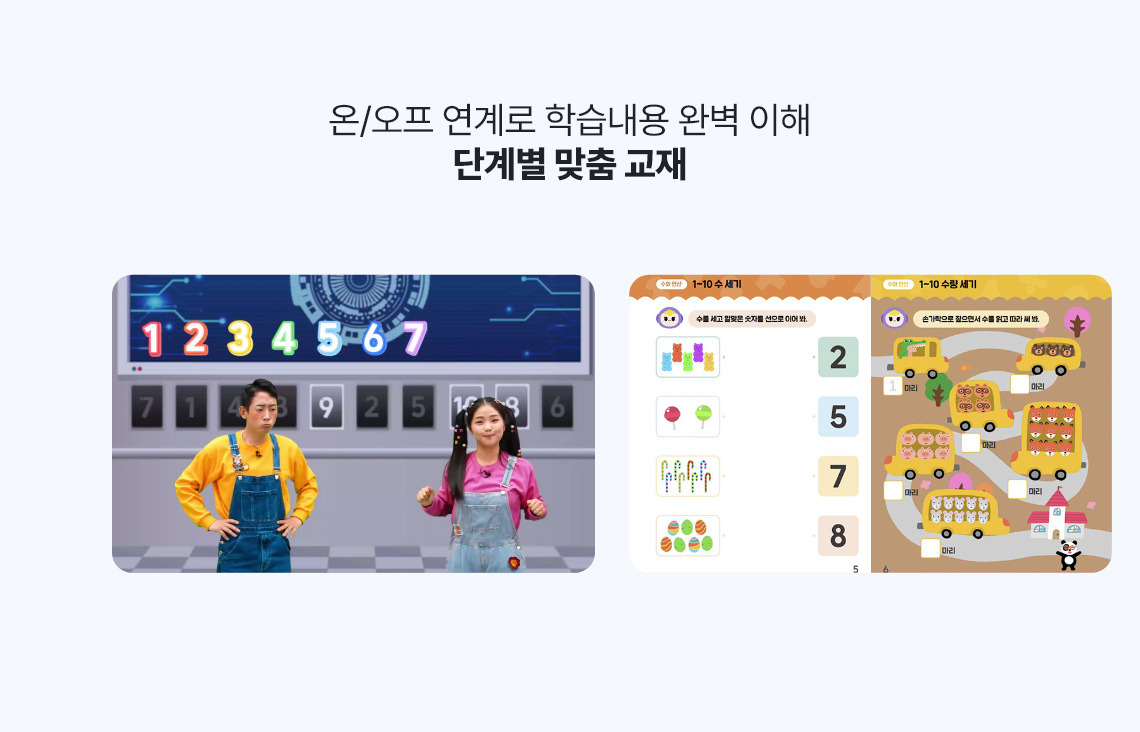 온/오프 연계로 학습내용 완벽 이해
단계별 맞춤 교재
1 2 3 4 5 6 7
7 1 4 3 9 2 5 10 8 6
수와 연산 1~10 수 세기
수를 세고 알맞은 숫자를 선으로 이어 봐.
2
5
7
8
5
수와 연산 1~10 수량 세기
손가락으로 짚으면서 수를 읽고 따라 써 봐.
1 마리
마리
마리
마리
마리
마리
6